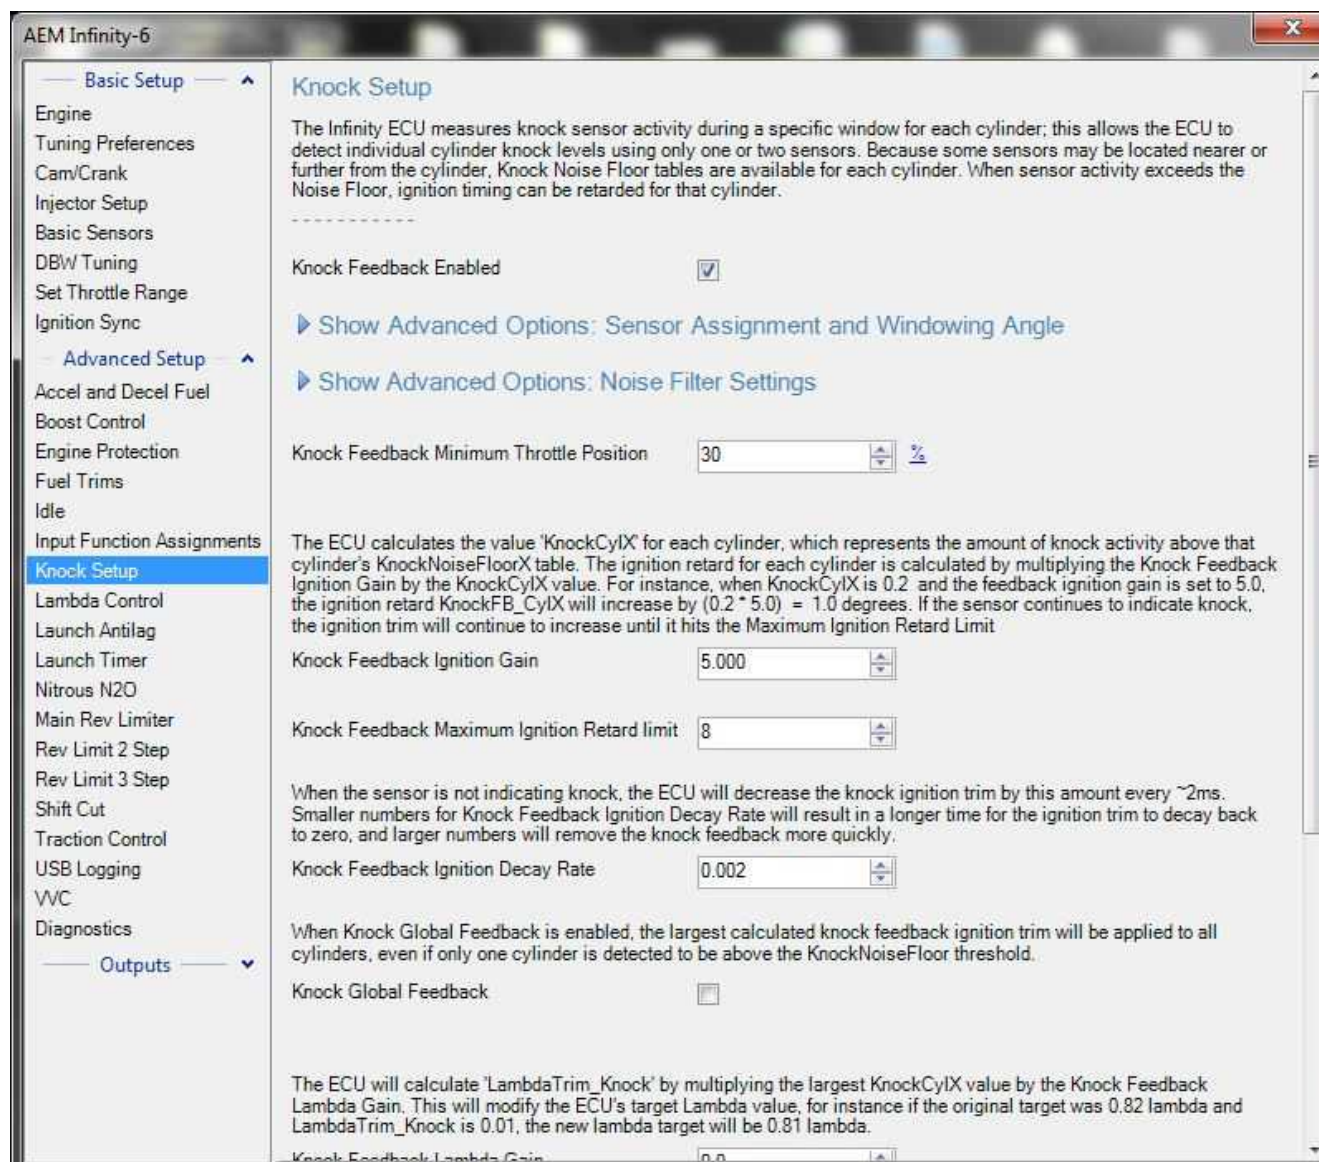 AEM Infinity-6
Basic Setup
Engine
Tuning Preferences
Cam/Crank
Injector Setup
Basic Sensors
DBW Tuning
Set Throttle Range
Ignition Sync
Advanced Setup
Accel and Decel Fuel
Boost Control
Engine Protection
Fuel Trims
Idle
Input Function Assignments
Knock Setup
Lambda Control
Launch Antilag
Launch Timer
Nitrous N2O
Main Rev Limiter
Rev Limit 2 Step
Rev Limit 3 Step
Shift Cut
Traction Control
USB Logging
VVC
Diagnostics
Outputs
Knock Setup
The Infinity ECU measures knock sensor activity during a specific window for each cylinder; this allows the ECU to
detect individual cylinder knock levels using only one or two sensors. Because some sensors may be located nearer or
further from the cylinder, Knock Noise Floor tables are available for each cylinder. When sensor activity exceeds the
Noise Floor, ignition timing can be retarded for that cylinder.
- - - - - - - - - - -
Knock Feedback Enabled
Show Advanced Options: Sensor Assignment and Windowing Angle
Show Advanced Options: Noise Filter Settings
Knock Feedback Minimum Throttle Position 30 %
The ECU calculates the value 'KnockCylX' for each cylinder, which represents the amount of knock activity above that
cylinder's KnockNoiseFloorX table. The ignition retard for each cylinder is calculated by multiplying the Knock Feedback
Ignition Gain by the KnockCylX value. For instance, when KnockCylX is 0.2 and the feedback ignition gain is set to 5.0,
the ignition retard KnockFB_CylX will increase by (0.2 * 5.0) = 1.0 degrees. If the sensor continues to indicate knock,
the ignition trim will continue to increase until it hits the Maximum Ignition Retard Limit
Knock Feedback Ignition Gain 5.000
Knock Feedback Maximum Ignition Retard limit 8
When the sensor is not indicating knock, the ECU will decrease the knock ignition trim by this amount every ~2ms.
Smaller numbers for Knock Feedback Ignition Decay Rate will result in a longer time for the ignition trim to decay back
to zero, and larger numbers will remove the knock feedback more quickly.
Knock Feedback Ignition Decay Rate 0.002
When Knock Global Feedback is enabled, the largest calculated knock feedback ignition trim will be applied to all
cylinders, even if only one cylinder is detected to be above the KnockNoiseFloor threshold.
Knock Global Feedback
The ECU will calculate 'LambdaTrim_Knock' by multiplying the largest KnockCylX value by the Knock Feedback
Lambda Gain. This will modify the ECU's target Lambda value, for instance if the original target was 0.82 lambda and
LambdaTrim_Knock is 0.01, the new lambda target will be 0.81 lambda.
Knock Feedback Lambda Gain 0.0